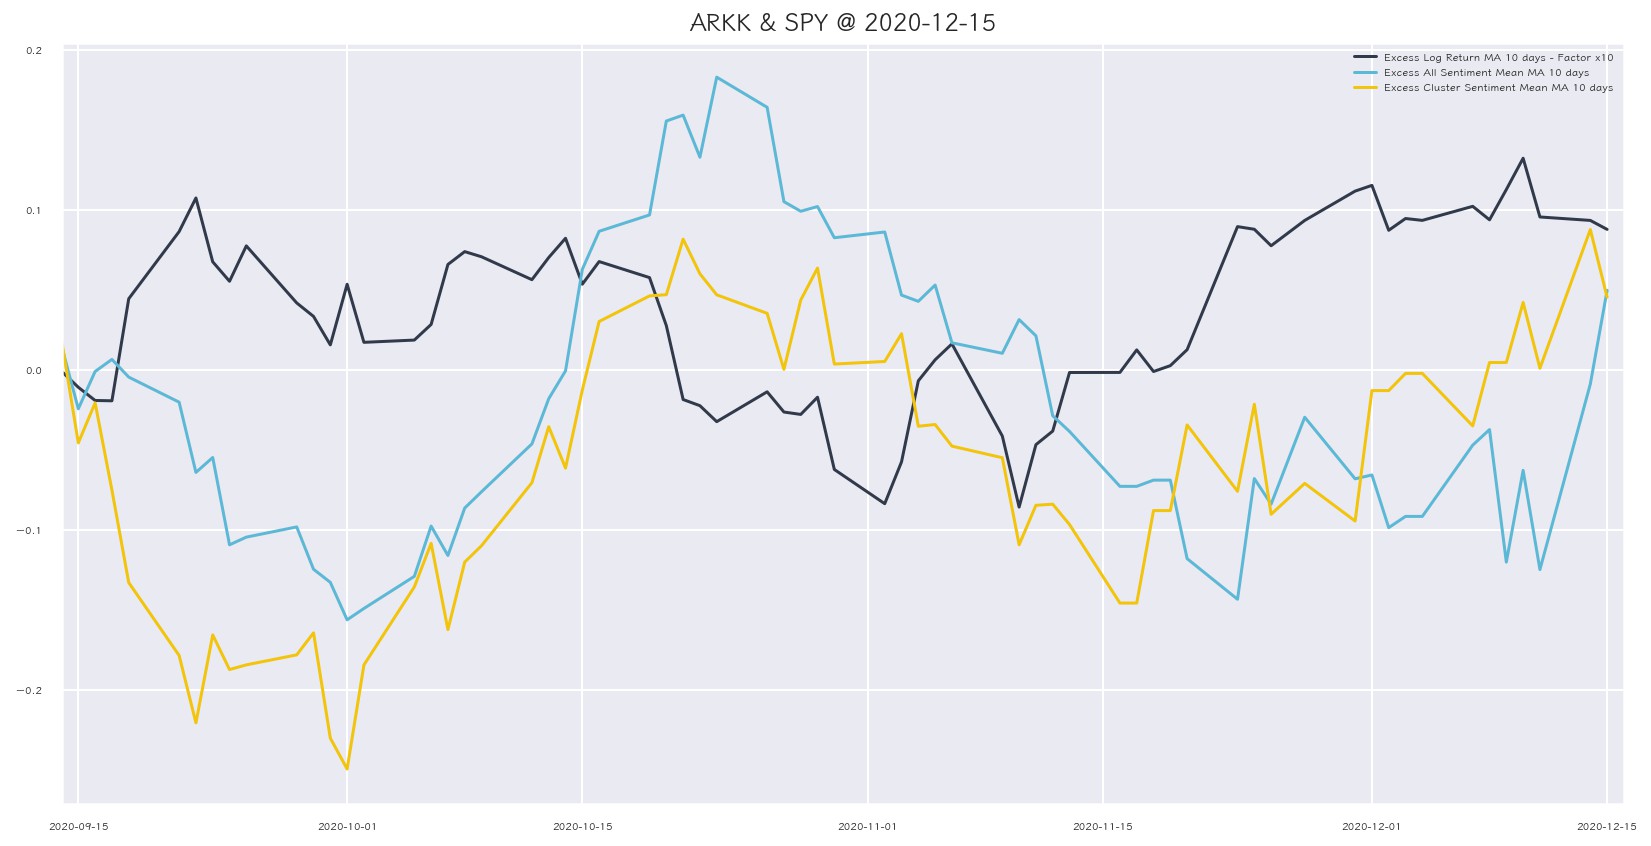 ARKK & SPY @ 2020-12-15
Excess Log Return MA 10 days - Factor x10
Excess All Sentiment Mean MA 10 days
Excess Cluster Sentiment Mean MA 10 days
0.2
0.1
0.0
−0.1
−0.2
2020-09-15 2020-10-01 2020-10-15 2020-11-01 2020-11-15 2020-12-01 2020-12-15